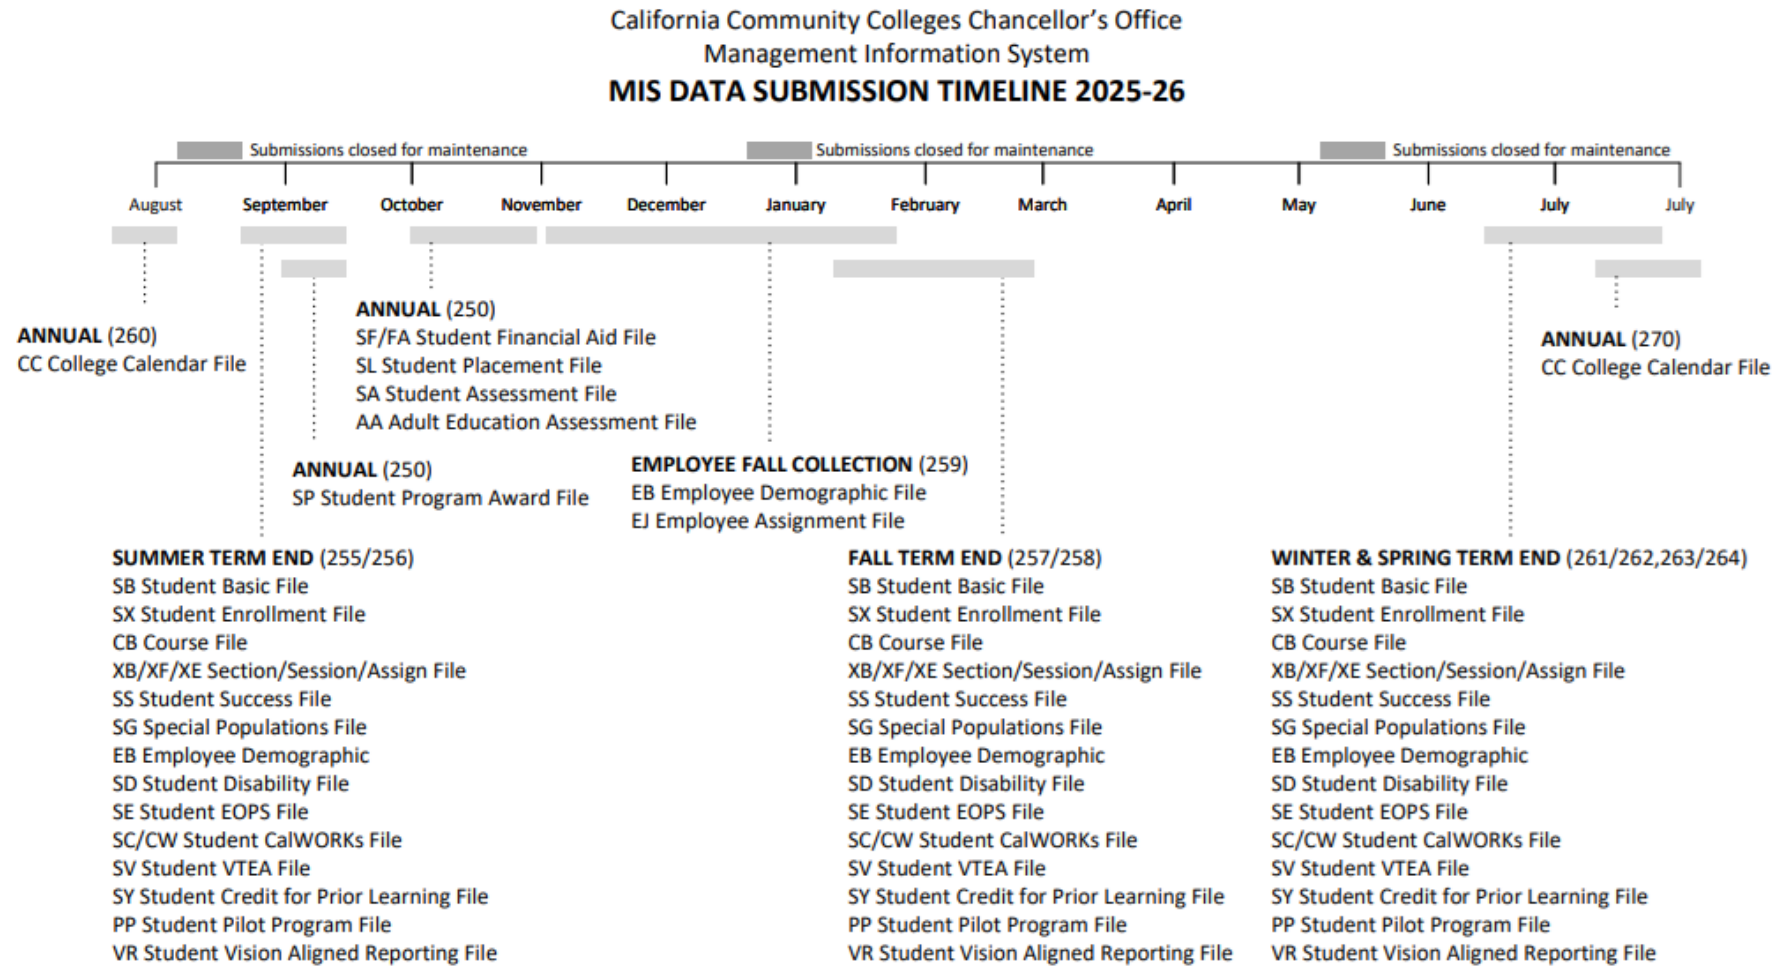 California Community Colleges Chancellor's Office
Management Information System
MIS DATA SUBMISSION TIMELINE 2025-26
Submissions closed for maintenance
Submissions closed for maintenance
Submissions closed for maintenance
August
September
October
November
December
January
February
March
April
May
June
July
July
ANNUAL (260)
CC College Calendar File
ANNUAL (250)
SF/FA Student Financial Aid File
SL Student Placement File
SA Student Assessment File
AA Adult Education Assessment File
ANNUAL (270)
CC College Calendar File
ANNUAL (250)
SP Student Program Award File
EMPLOYEE FALL COLLECTION (259)
EB Employee Demographic File
EJ Employee Assignment File
SUMMER TERM END (255/256)
SB Student Basic File
SX Student Enrollment File
CB Course File
XB/XF/XE Section/Session/Assign File
SS Student Success File
SG Special Populations File
EB Employee Demographic
SD Student Disability File
SE Student EOPS File
SC/CW Student CalWORKs File
SV Student VTEA File
SY Student Credit for Prior Learning File
PP Student Pilot Program File
VR Student Vision Aligned Reporting File
FALL TERM END (257/258)
SB Student Basic File
SX Student Enrollment File
CB Course File
XB/XF/XE Section/Session/Assign File
SS Student Success File
SG Special Populations File
EB Employee Demographic
SD Student Disability File
SE Student EOPS File
SC/CW Student CalWORKs File
SV Student VTEA File
SY Student Credit for Prior Learning File
PP Student Pilot Program File
VR Student Vision Aligned Reporting File
WINTER & SPRING TERM END (261/262,263/264)
SB Student Basic File
SX Student Enrollment File
CB Course File
XB/XF/XE Section/Session/Assign File
SS Student Success File
SG Special Populations File
EB Employee Demographic
SD Student Disability File
SE Student EOPS File
SC/CW Student CalWORKs File
SV Student VTEA File
SY Student Credit for Prior Learning File
PP Student Pilot Program File
VR Student Vision Aligned Reporting File